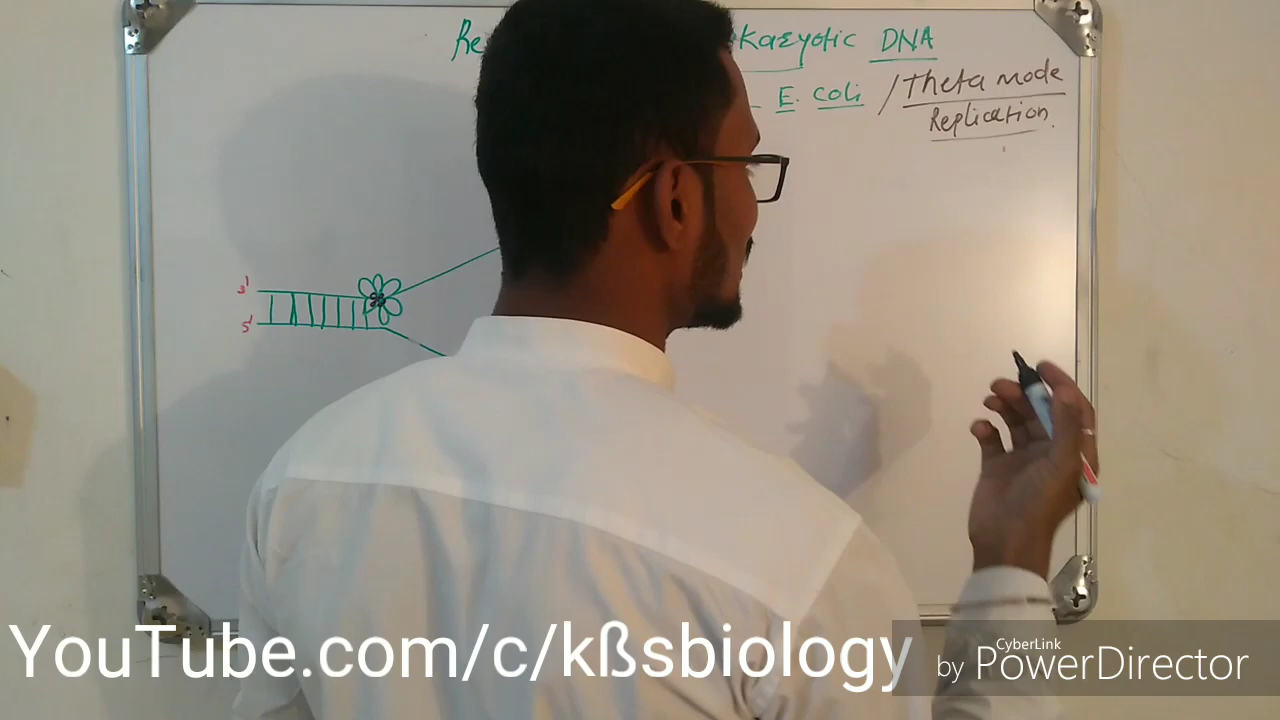 Re karyotic DNA
E. coli / Theta mode
Replication.
3'
5'
YouTube.com/c/kßsbiology
CyberLink
by PowerDirector